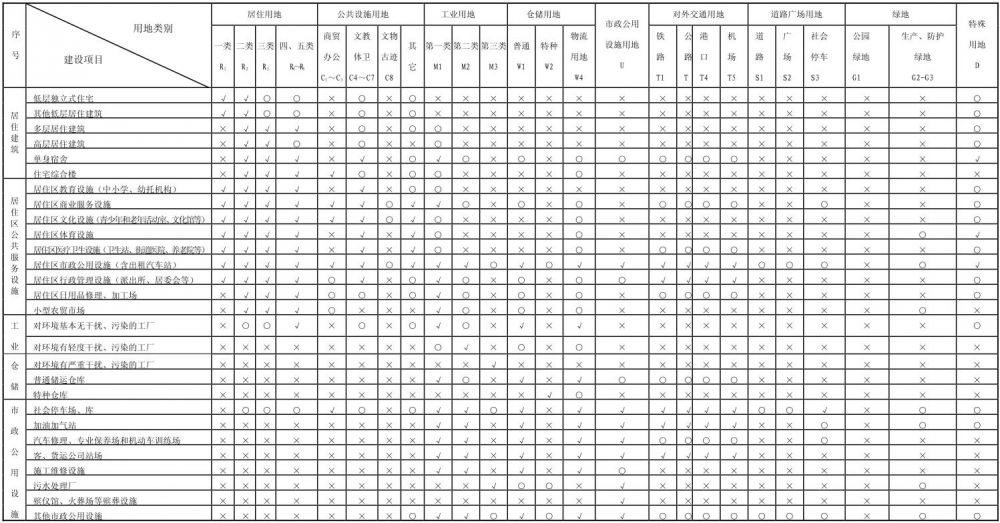 序号 用地类别 建设项目
居住用地 公共设施用地 工业用地 仓储用地 市政公用设施用地 U 对外交通用地 道路广场用地 绿地 特殊用地 D
一类 R₁ 二类 R₂ 三类 R₃ 四、五类 R₄~R₅ 商贸办公 C₁~C₃ 文教体卫 C4~C7 文物古迹 C8 其它 第一类 M1 第二类 M2 第三类 M3 普通 W1 特种 W2 物流用地 W4 铁路 T1 公路 T 港口 T4 机场 T5 道路 S1 广场 S2 社会停车 S3 公园绿地 G1 生产、防护绿地 G2-G3
居住建筑
低层独立式住宅 √ √ ○ ○ × ○ × ○ × × × × × × × × × × × × × × × × ○
其他低层居住建筑 √ √ ○ ○ × ○ × ○ × × × × × × × × × × × × × × × × ○
多层居住建筑 × √ √ √ × ○ × ○ ○ × × × × × × × × × × × × × × × ○
高层居住建筑 × √ √ ○ × ○ × ○ ○ × × × × × × × × × × × × × × × ○
单身宿舍 × √ √ √ × √ × ○ √ ○ × ○ × ○ ○ ○ ○ ○ ○ × × × × × √
住宅综合楼 × √ √ √ √ ○ × ○ ○ × × × × ○ × × × × × × × × × × ○
居住区公共服务设施
居住区教育设施（中小学、幼托机构） √ √ √ √ × √ × ○ ○ × × × × × × × × × × × × × × × ○
居住区商业服务设施 √ √ √ √ √ √ ○ √ √ ○ × ○ × ○ × ○ ○ ○ ○ × × ○ × × ○
居住区文化设施（青少年和老年活动室、文化馆等） √ √ √ √ √ √ ○ √ ○ × × × × ○ × × × × × × × × × × ○
居住区体育设施 √ √ √ √ √ √ × √ ○ × × × × ○ × × × × × × × × × ○ √
居住区医疗卫生设施（卫生站、街道医院、养老院等） √ √ √ √ × √ × √ ○ × × × × ○ × ○ ○ ○ ○ × × × × × ○
居住区市政公用设施（含出租汽车站） √ √ √ √ √ √ ○ √ √ √ ○ √ ○ √ √ √ √ √ √ ○ ○ ○ × ○ √
居住区行政管理设施（派出所、居委会等） √ √ √ √ ○ √ × ○ √ ○ × ○ × ○ ○ √ √ √ √ × × × × × ○
居住区日用品修理、加工场 × √ √ √ ○ ○ × ○ √ ○ × ○ × ○ × ○ ○ ○ ○ × × × × × ○
小型农贸市场 × √ √ √ ○ × × ○ ○ × × ○ × ○ × × × × × × × × × × ○
工业
对环境基本无干扰、污染的工厂 × ○ ○ √ × ○ × ○ √ ○ × ○ × √ × × × × × × × × × × ○
对环境有轻度干扰、污染的工厂 × × × × × × × × ○ √ × ○ × ○ × × × × × × × × × × ×
对环境有严重干扰、污染的工厂 × × × × × × × × × × √ × × × × × × × × × × × × × ×
仓储
普通储运仓库 × × × × × × × × √ ○ × √ × √ ○ ○ ○ ○ ○ × × × × × ×
特种仓库 × × × × × × × × × × × × √ ○ × × × × × × × × × × ×
市政公用设施
社会停车场、库 × ○ ○ ○ √ ○ × ○ √ √ ○ √ × √ √ √ √ √ √ ○ ○ √ × ○ ○
加油加气站 × × × × × × × × √ √ × √ × √ √ √ √ √ √ ○ × ○ × ○ ○
汽车修理、专业保养场和机动车训练场 × × × × × × × × √ √ × √ × √ √ ○ ○ ○ ○ × × ○ × × ×
客、货运公司站场 × × × × × × × × √ √ × √ × √ √ √ √ √ √ × × × × × ×
施工维修设施 × × × × × × × × √ √ × √ × √ ○ × × × × × × × × × ×
污水处理厂 × × × × × × × × × × √ ○ ○ × √ × × × × × × × × ○ ×
殡仪馆、火葬场等殡葬设施 × × × × × × × × × × × × × × √ × × × × × × × × × ×
其他市政公用设施 × × × × × × × ○ √ √ ○ √ ○ √ √ ○ ○ ○ ○ ○ ○ ○ × ○ ○